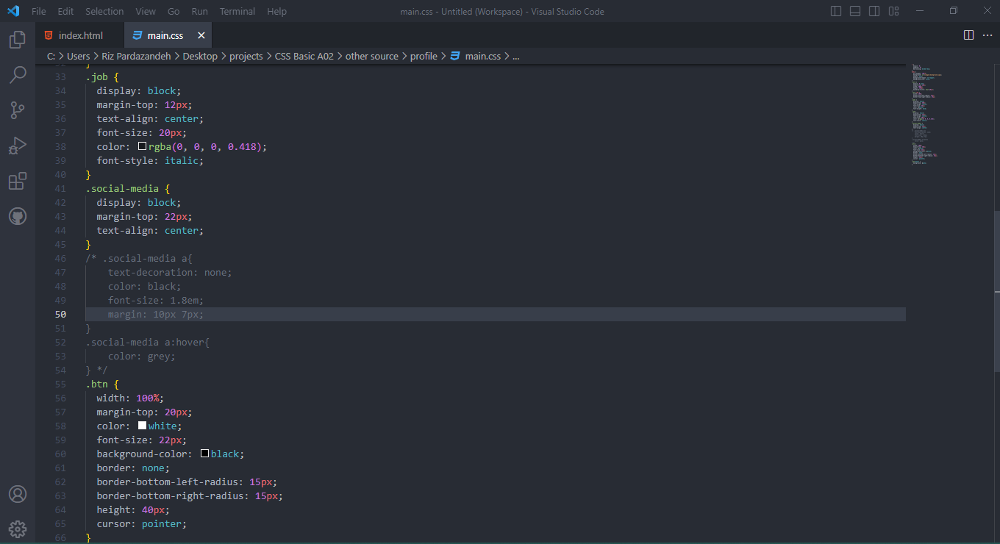 File Edit Selection View Go Run Terminal Help main.css - Untitled (Workspace) - Visual Studio Code
index.html main.css
C: > Users > Riz Pardazandeh > Desktop > projects > CSS Basic A02 > other source > profile > main.css > ...
32 }
33 .job {
34 display: block;
35 margin-top: 12px;
36 text-align: center;
37 font-size: 20px;
38 color: rgba(0, 0, 0, 0.418);
39 font-style: italic;
40 }
41 .social-media {
42 display: block;
43 margin-top: 22px;
44 text-align: center;
45 }
46 /* .social-media a{
47 text-decoration: none;
48 color: black;
49 font-size: 1.8em;
50 margin: 10px 7px;
51 }
52 .social-media a:hover{
53 color: grey;
54 } */
55 .btn {
56 width: 100%;
57 margin-top: 20px;
58 color: white;
59 font-size: 22px;
60 background-color: black;
61 border: none;
62 border-bottom-left-radius: 15px;
63 border-bottom-right-radius: 15px;
64 height: 40px;
65 cursor: pointer;
66 }